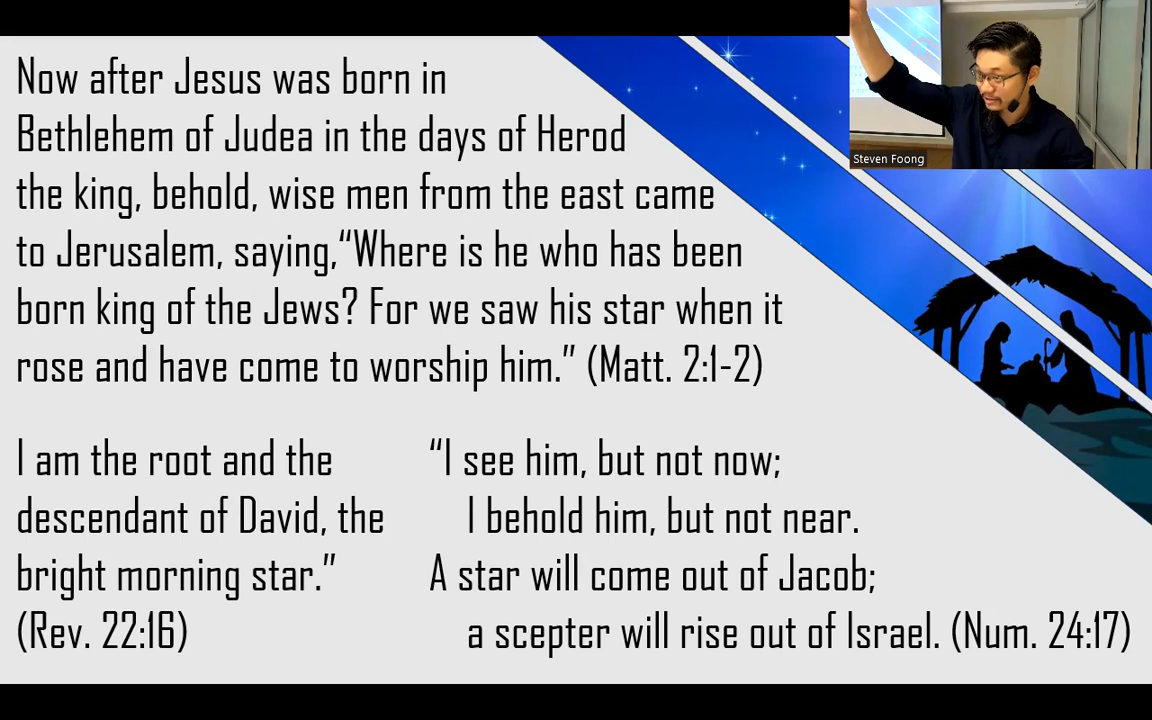 Now after Jesus was born in
Bethlehem of Judea in the days of Herod
the king, behold, wise men from the east came
to Jerusalem, saying,“Where is he who has been
born king of the Jews? For we saw his star when it
rose and have come to worship him.” (Matt. 2:1-2)
I am the root and the
descendant of David, the
bright morning star.”
(Rev. 22:16)
“I see him, but not now;
I behold him, but not near.
A star will come out of Jacob;
a scepter will rise out of Israel. (Num. 24:17)
Steven Foong